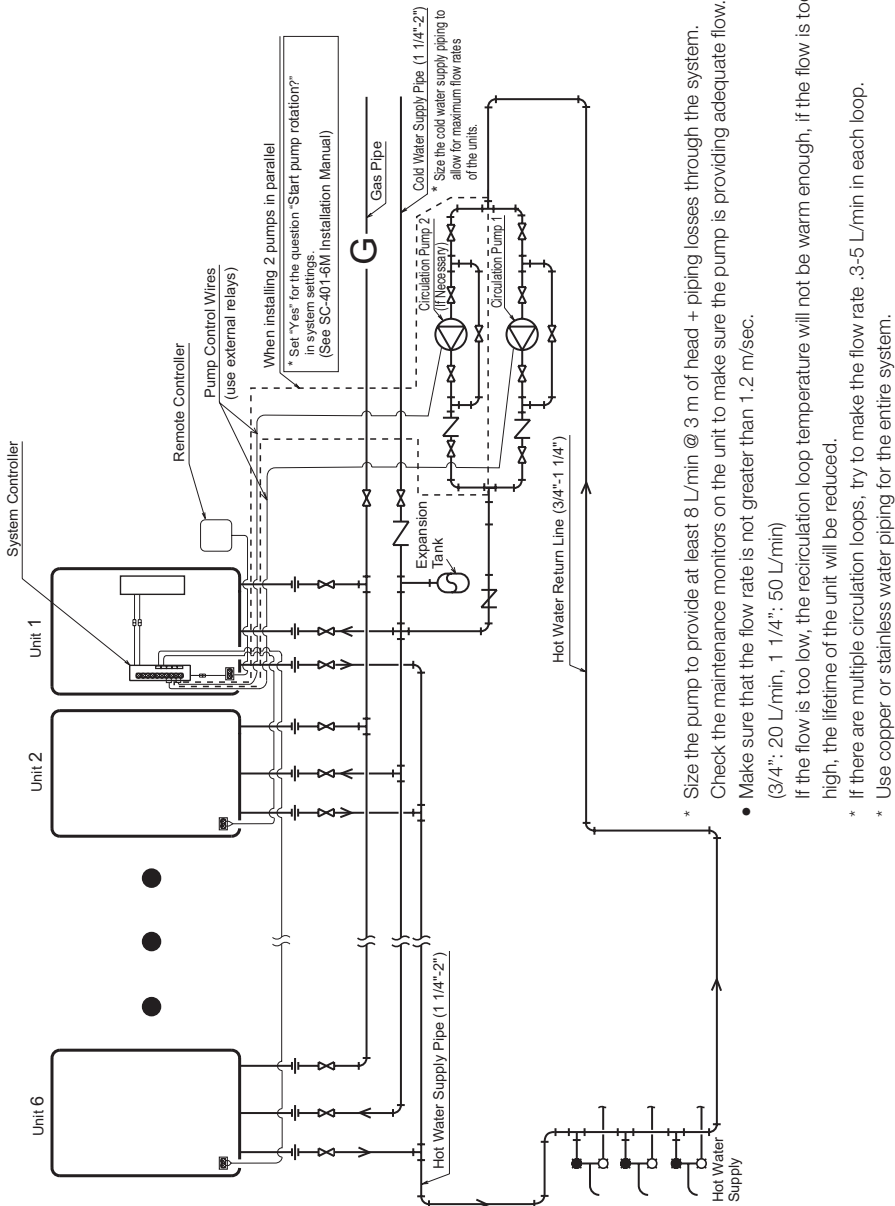 System Controller
Remote Controller
Pump Control Wires
(use external relays)
When installing 2 pumps in parallel
* Set "Yes" for the question "Start pump rotation?"
in system settings.
(See SC-401-6M Installation Manual)
Gas Pipe
G
Cold Water Supply Pipe (1 1/4"-2")
* Size the cold water supply piping to
allow for maximum flow rates
of the units.
Circulation Pump 2
(If Necessary)
Circulation Pump 1
Expansion
Tank
Unit 1
Unit 2
Unit 6
Hot Water Return Line (3/4"-1 1/4")
Hot Water Supply Pipe (1 1/4"-2")
Hot Water
Supply
* Size the pump to provide at least 8 L/min @ 3 m of head + piping losses through the system.
Check the maintenance monitors on the unit to make sure the pump is providing adequate flow.
• Make sure that the flow rate is not greater than 1.2 m/sec.
(3/4": 20 L/min, 1 1/4": 50 L/min)
If the flow is too low, the recirculation loop temperature will not be warm enough, if the flow is too
high, the lifetime of the unit will be reduced.
* If there are multiple circulation loops, try to make the flow rate .3-5 L/min in each loop.
* Use copper or stainless water piping for the entire system.